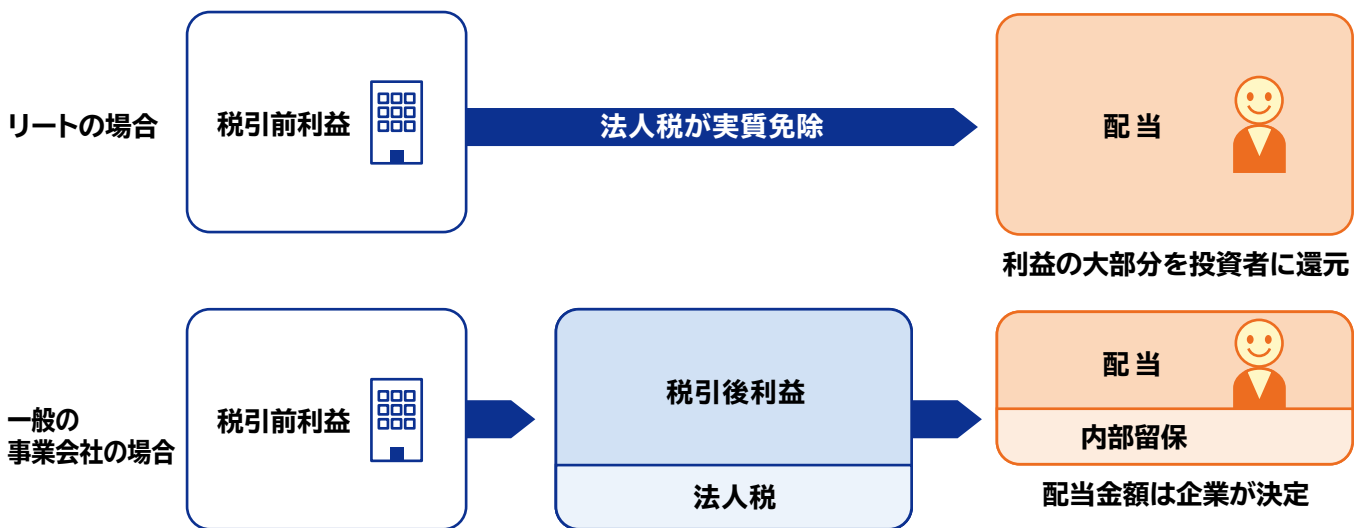 リートの場合
税引前利益
法人税が実質免除
配当
利益の大部分を投資者に還元
一般の
事業会社の場合
税引前利益
税引後利益
法人税
配当
内部留保
配当金額は企業が決定